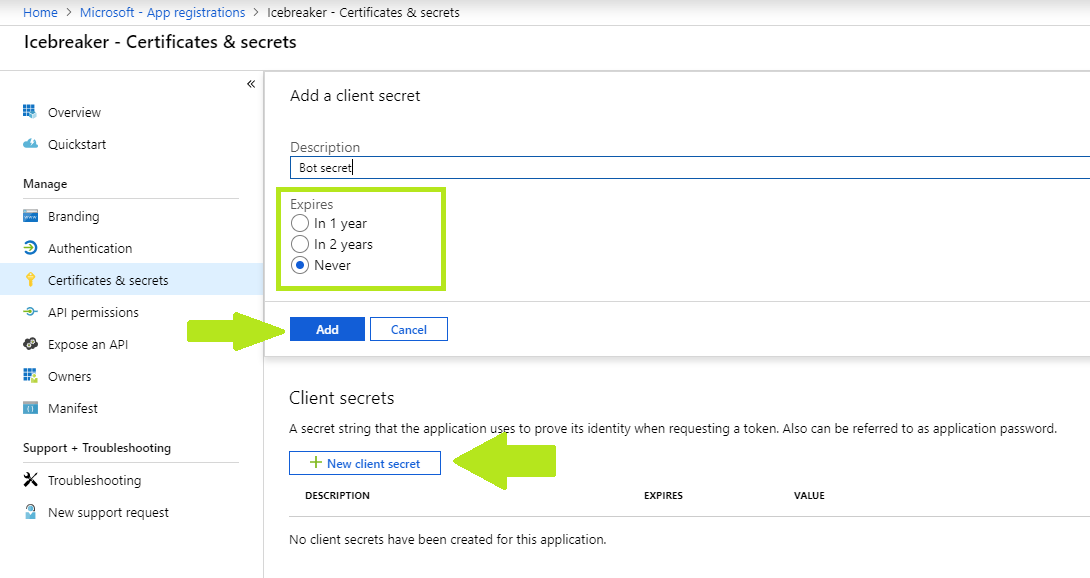 Home > Microsoft - App registrations > Icebreaker - Certificates & secrets
Icebreaker - Certificates & secrets
«
Overview
Quickstart
Manage
Branding
Authentication
Certificates & secrets
API permissions
Expose an API
Owners
Manifest
Support + Troubleshooting
Troubleshooting
New support request
Add a client secret
Description
Bot secret
Expires
In 1 year
In 2 years
Never
Add Cancel
Client secrets
A secret string that the application uses to prove its identity when requesting a token. Also can be referred to as application password.
+ New client secret
DESCRIPTION EXPIRES VALUE
No client secrets have been created for this application.